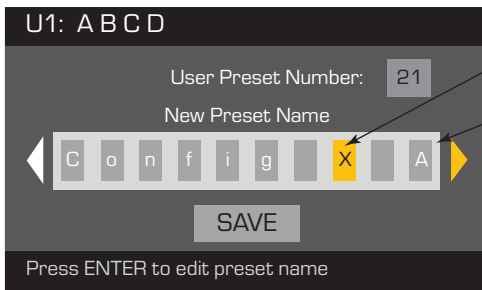 U1: A B C D
User Preset Number: 21
New Preset Name
C o n f i g X A
SAVE
Press ENTER to edit preset name